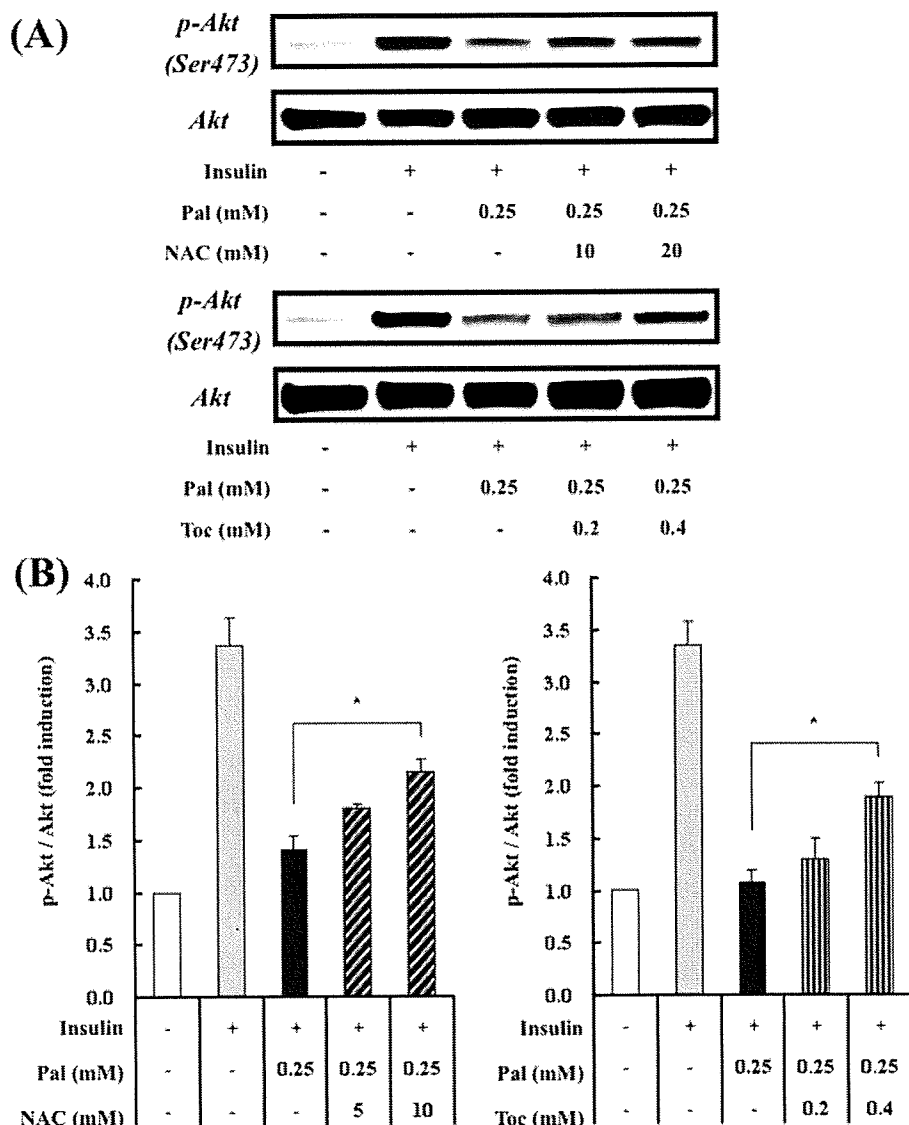 (A)
p-Akt
(Ser473)
Akt
Insulin - + + + +
Pal (mM) - - 0.25 0.25 0.25
NAC (mM) - - - 10 20
p-Akt
(Ser473)
Akt
Insulin - + + + +
Pal (mM) - - 0.25 0.25 0.25
Toc (mM) - - - 0.2 0.4
(B)
p-Akt / Akt (fold induction)
4.0
3.5
3.0
2.5
2.0
1.5
1.0
0.5
0.0
*
Insulin - + + + +
Pal (mM) - - 0.25 0.25 0.25
NAC (mM) - - - 5 10
p-Akt / Akt (fold induction)
4.0
3.5
3.0
2.5
2.0
1.5
1.0
0.5
0.0
*
Insulin - + + + +
Pal (mM) - - 0.25 0.25 0.25
Toc (mM) - - - 0.2 0.4